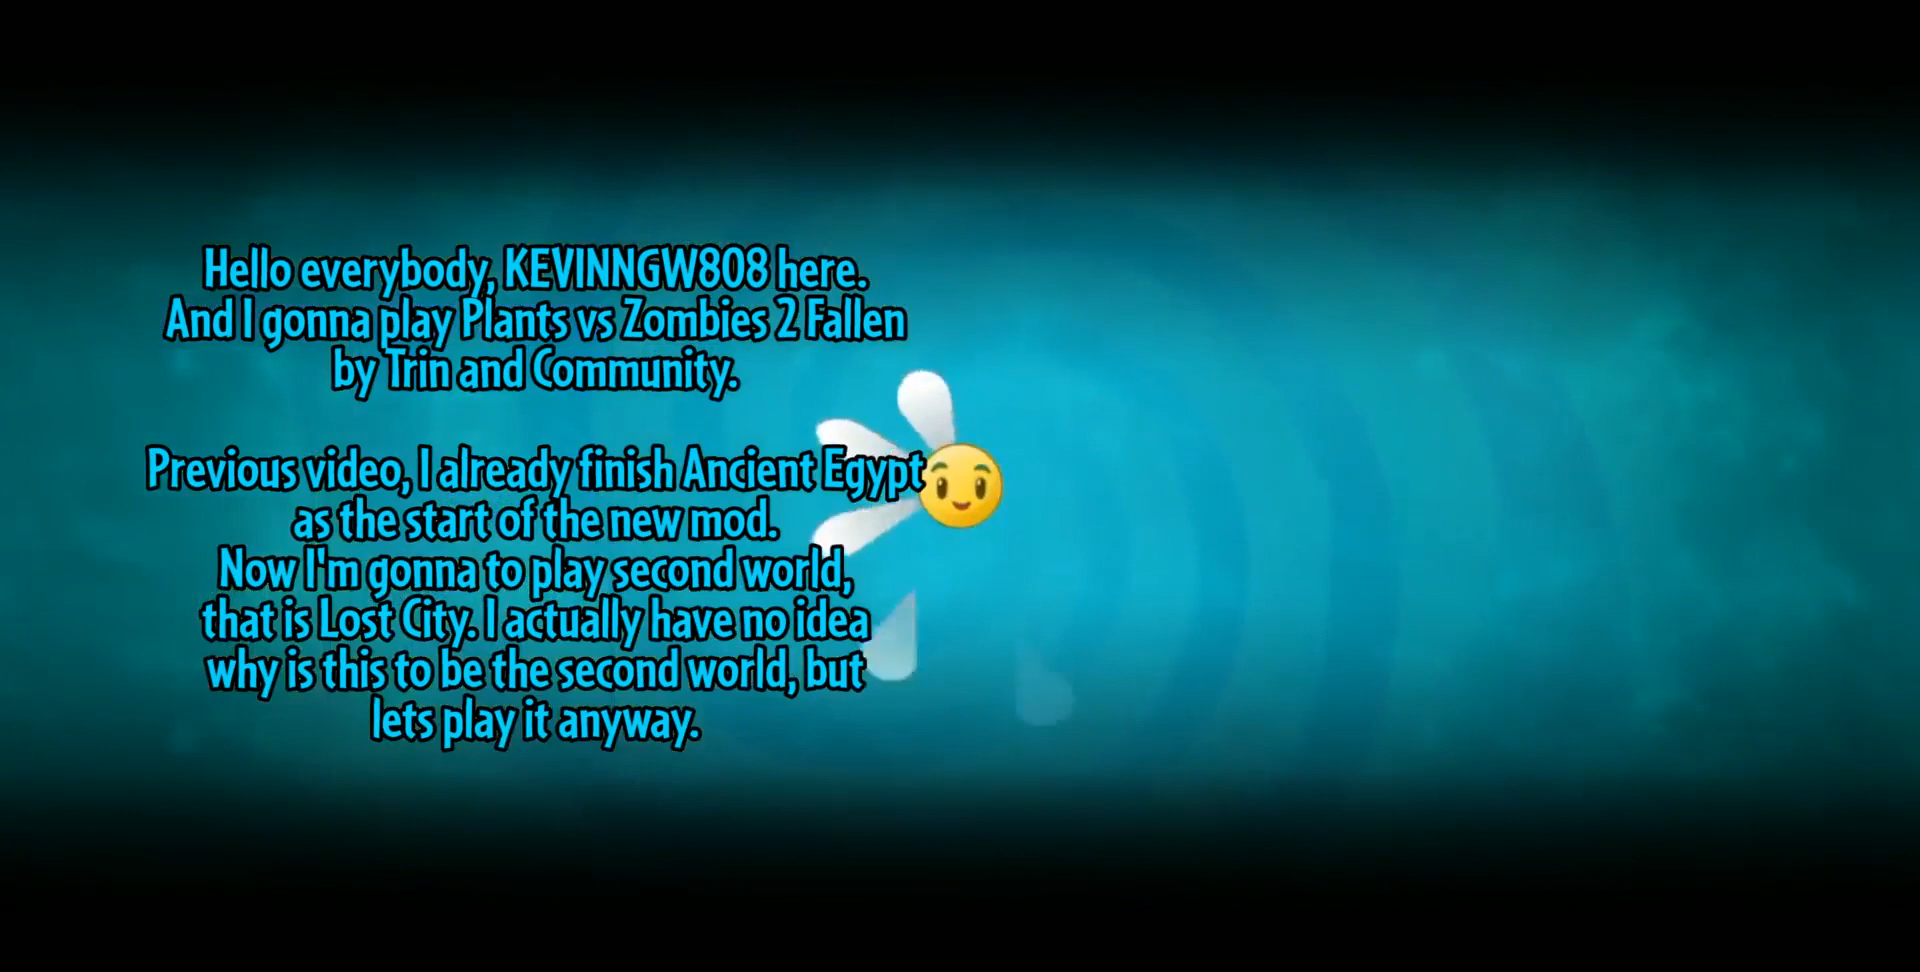 Hello everybody, KEVINNGW808 here.
And I gonna play Plants vs Zombies 2 Fallen
by Trin and Community.
Previous video, I already finish Ancient Egypt
as the start of the new mod.
Now I'm gonna to play second world,
that is Lost City. I actually have no idea
why is this to be the second world, but
lets play it anyway.